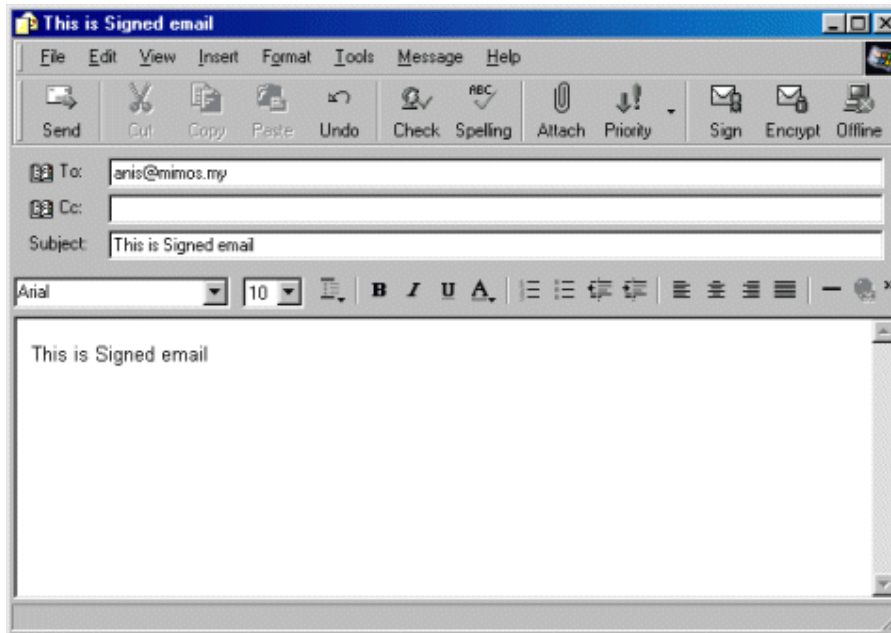 This is Signed email
File Edit View Insert Format Tools Message Help
ABC
Send Cut Copy Paste Undo Check Spelling Attach Priority Sign Encrypt Offline
To: anis@mimos.my
Cc:
Subject: This is Signed email
Arial 10 B I U A
This is Signed email